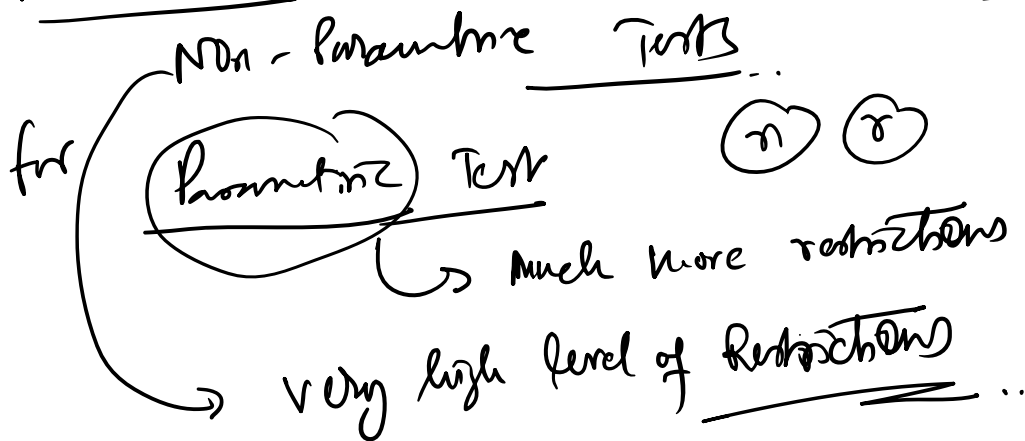 Non-Parametric Tests...
for
Parametric Test
n r
Much more restrictions
very high level of Restrictions..